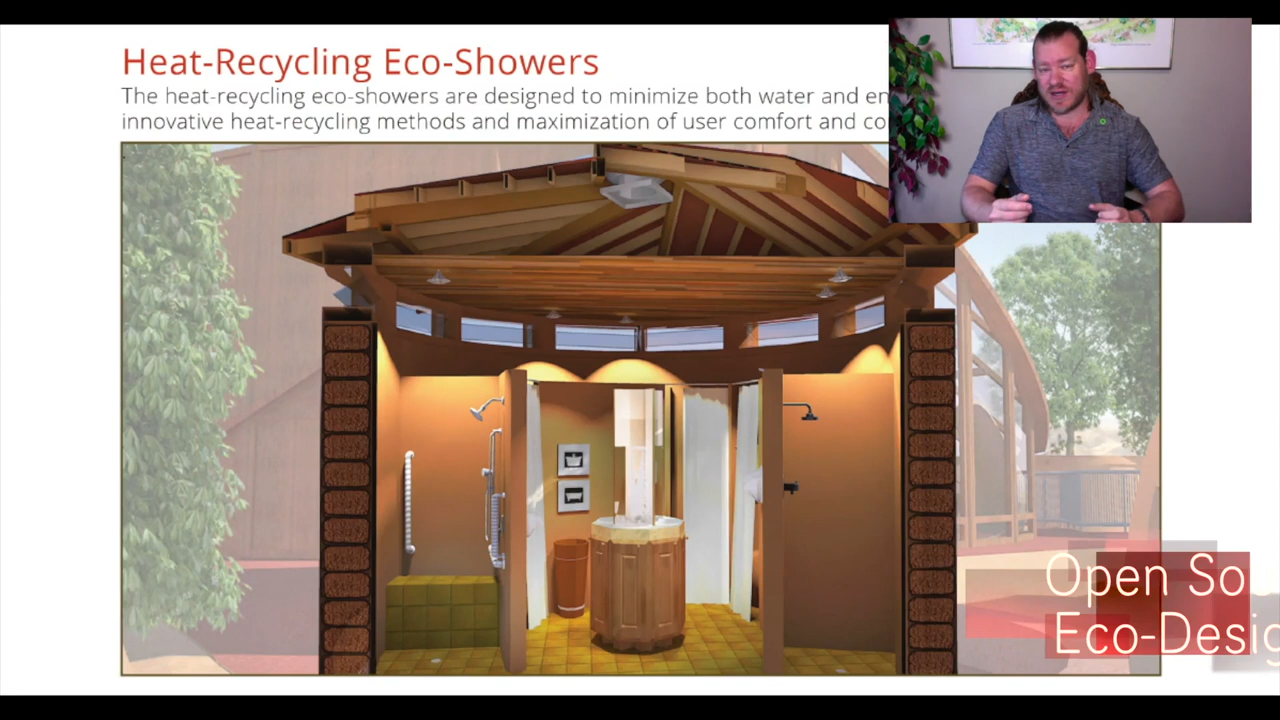 Heat-Recycling Eco-Showers
The heat-recycling eco-showers are designed to minimize both water and en
innovative heat-recycling methods and maximization of user comfort and co
Open So
Eco-Desig